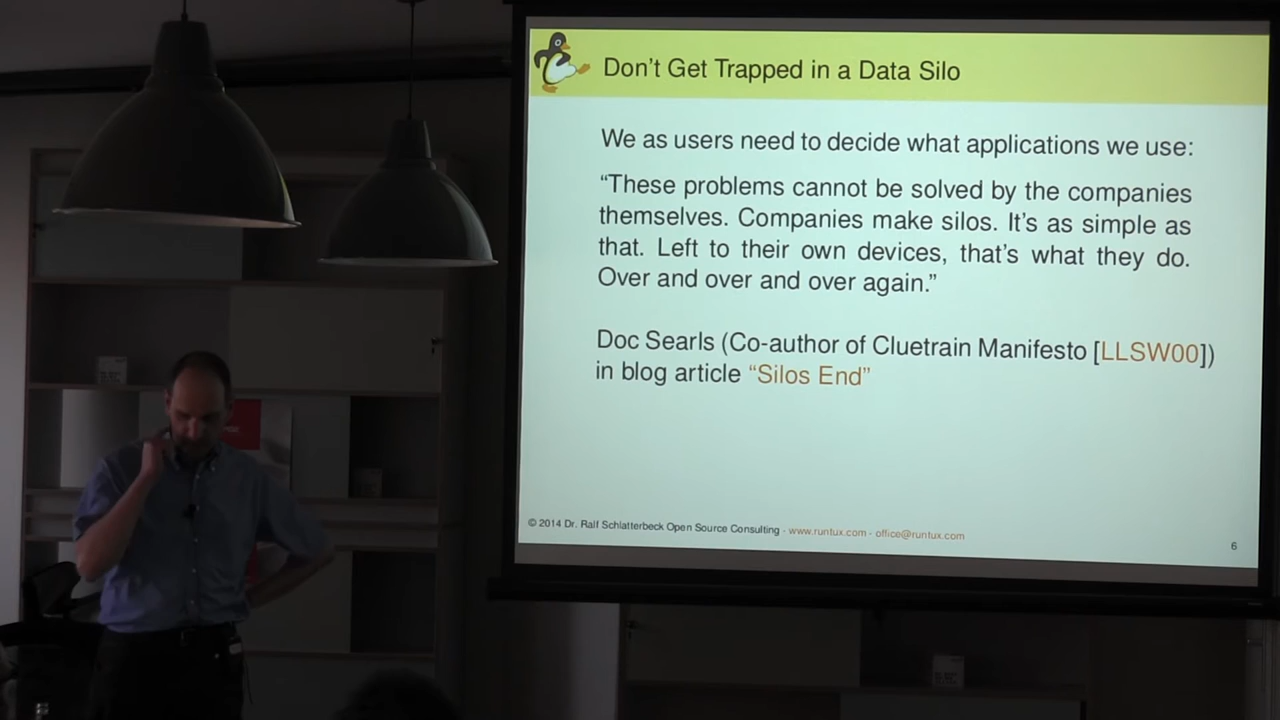 Don't Get Trapped in a Data Silo
We as users need to decide what applications we use:
“These problems cannot be solved by the companies
themselves. Companies make silos. It's as simple as
that. Left to their own devices, that's what they do.
Over and over and over again.”
Doc Searls (Co-author of Cluetrain Manifesto [LLSW00])
in blog article “Silos End”
© 2014 Dr. Ralf Schlatterbeck Open Source Consulting · www.runtux.com · office@runtux.com
6